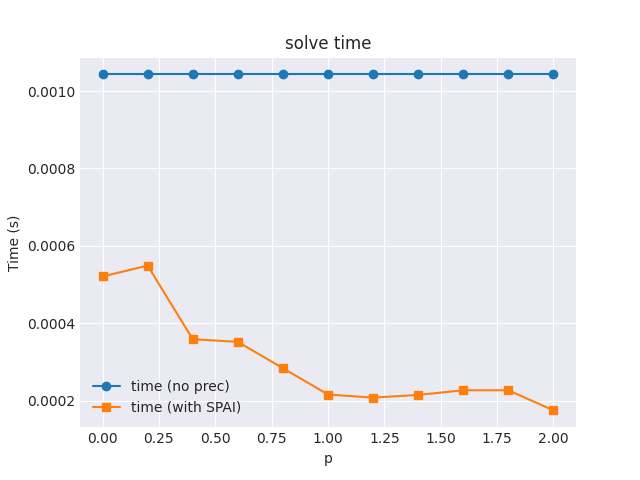 solve time
0.0010
0.0008
0.0006
0.0004
0.0002
Time (s)
time (no prec)
time (with SPAI)
0.00 0.25 0.50 0.75 1.00 1.25 1.50 1.75 2.00
p